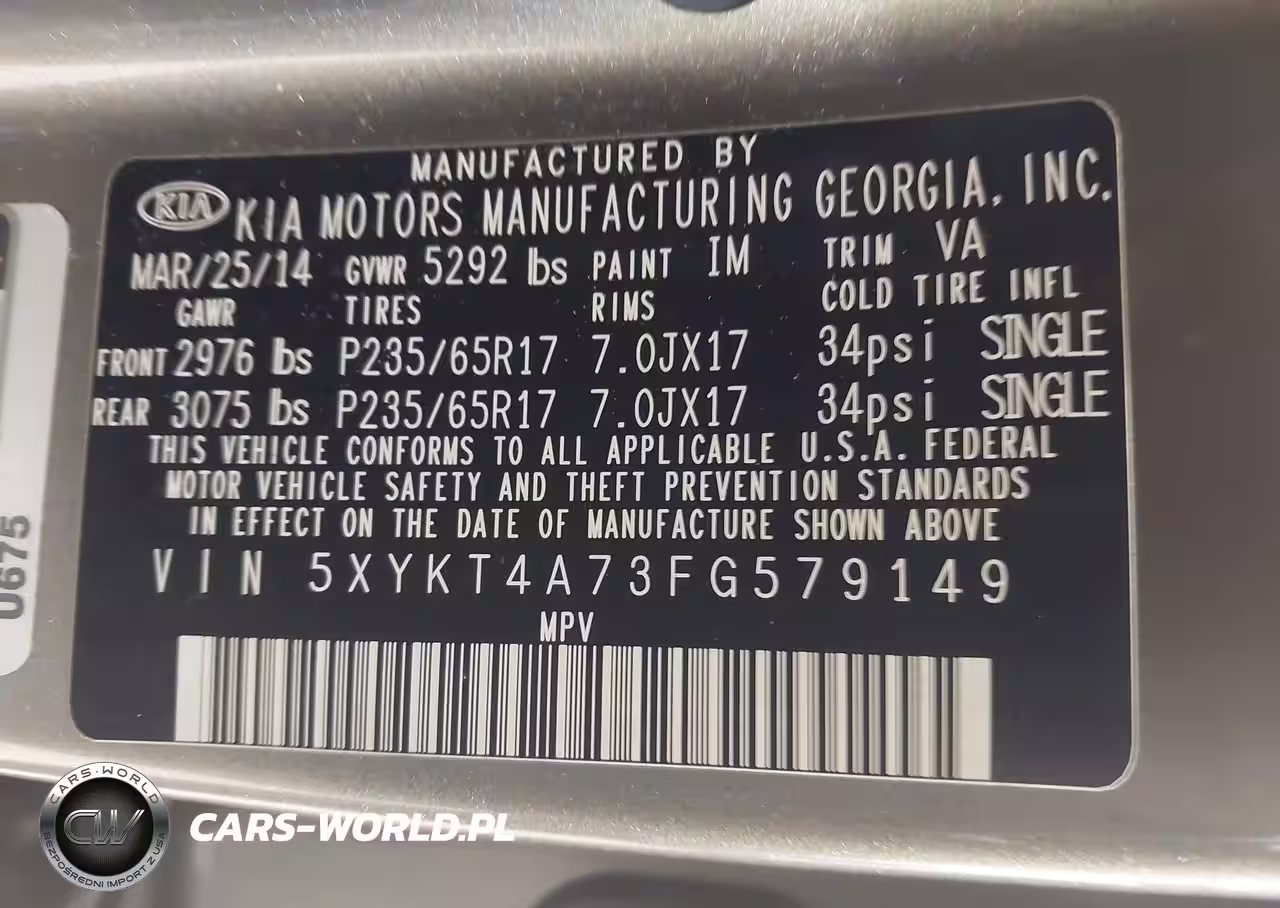 MANUFACTURED BY
KIA
KIA MOTORS MANUFACTURING GEORGIA, INC.
MAR/25/14 GVWR 5292 lbs PAINT IM TRIM VA
GAWR TIRES RIMS COLD TIRE INFL
FRONT 2976 lbs P235/65R17 7.0JX17 34psi SINGLE
REAR 3075 lbs P235/65R17 7.0JX17 34psi SINGLE
THIS VEHICLE CONFORMS TO ALL APPLICABLE U.S.A. FEDERAL
MOTOR VEHICLE SAFETY AND THEFT PREVENTION STANDARDS
IN EFFECT ON THE DATE OF MANUFACTURE SHOWN ABOVE
VIN 5XYKT4A73FG579149
MPV
0675
CARS-WORLD
CW
BEZPOŚREDNI IMPORT Z USA
CARS-WORLD.PL